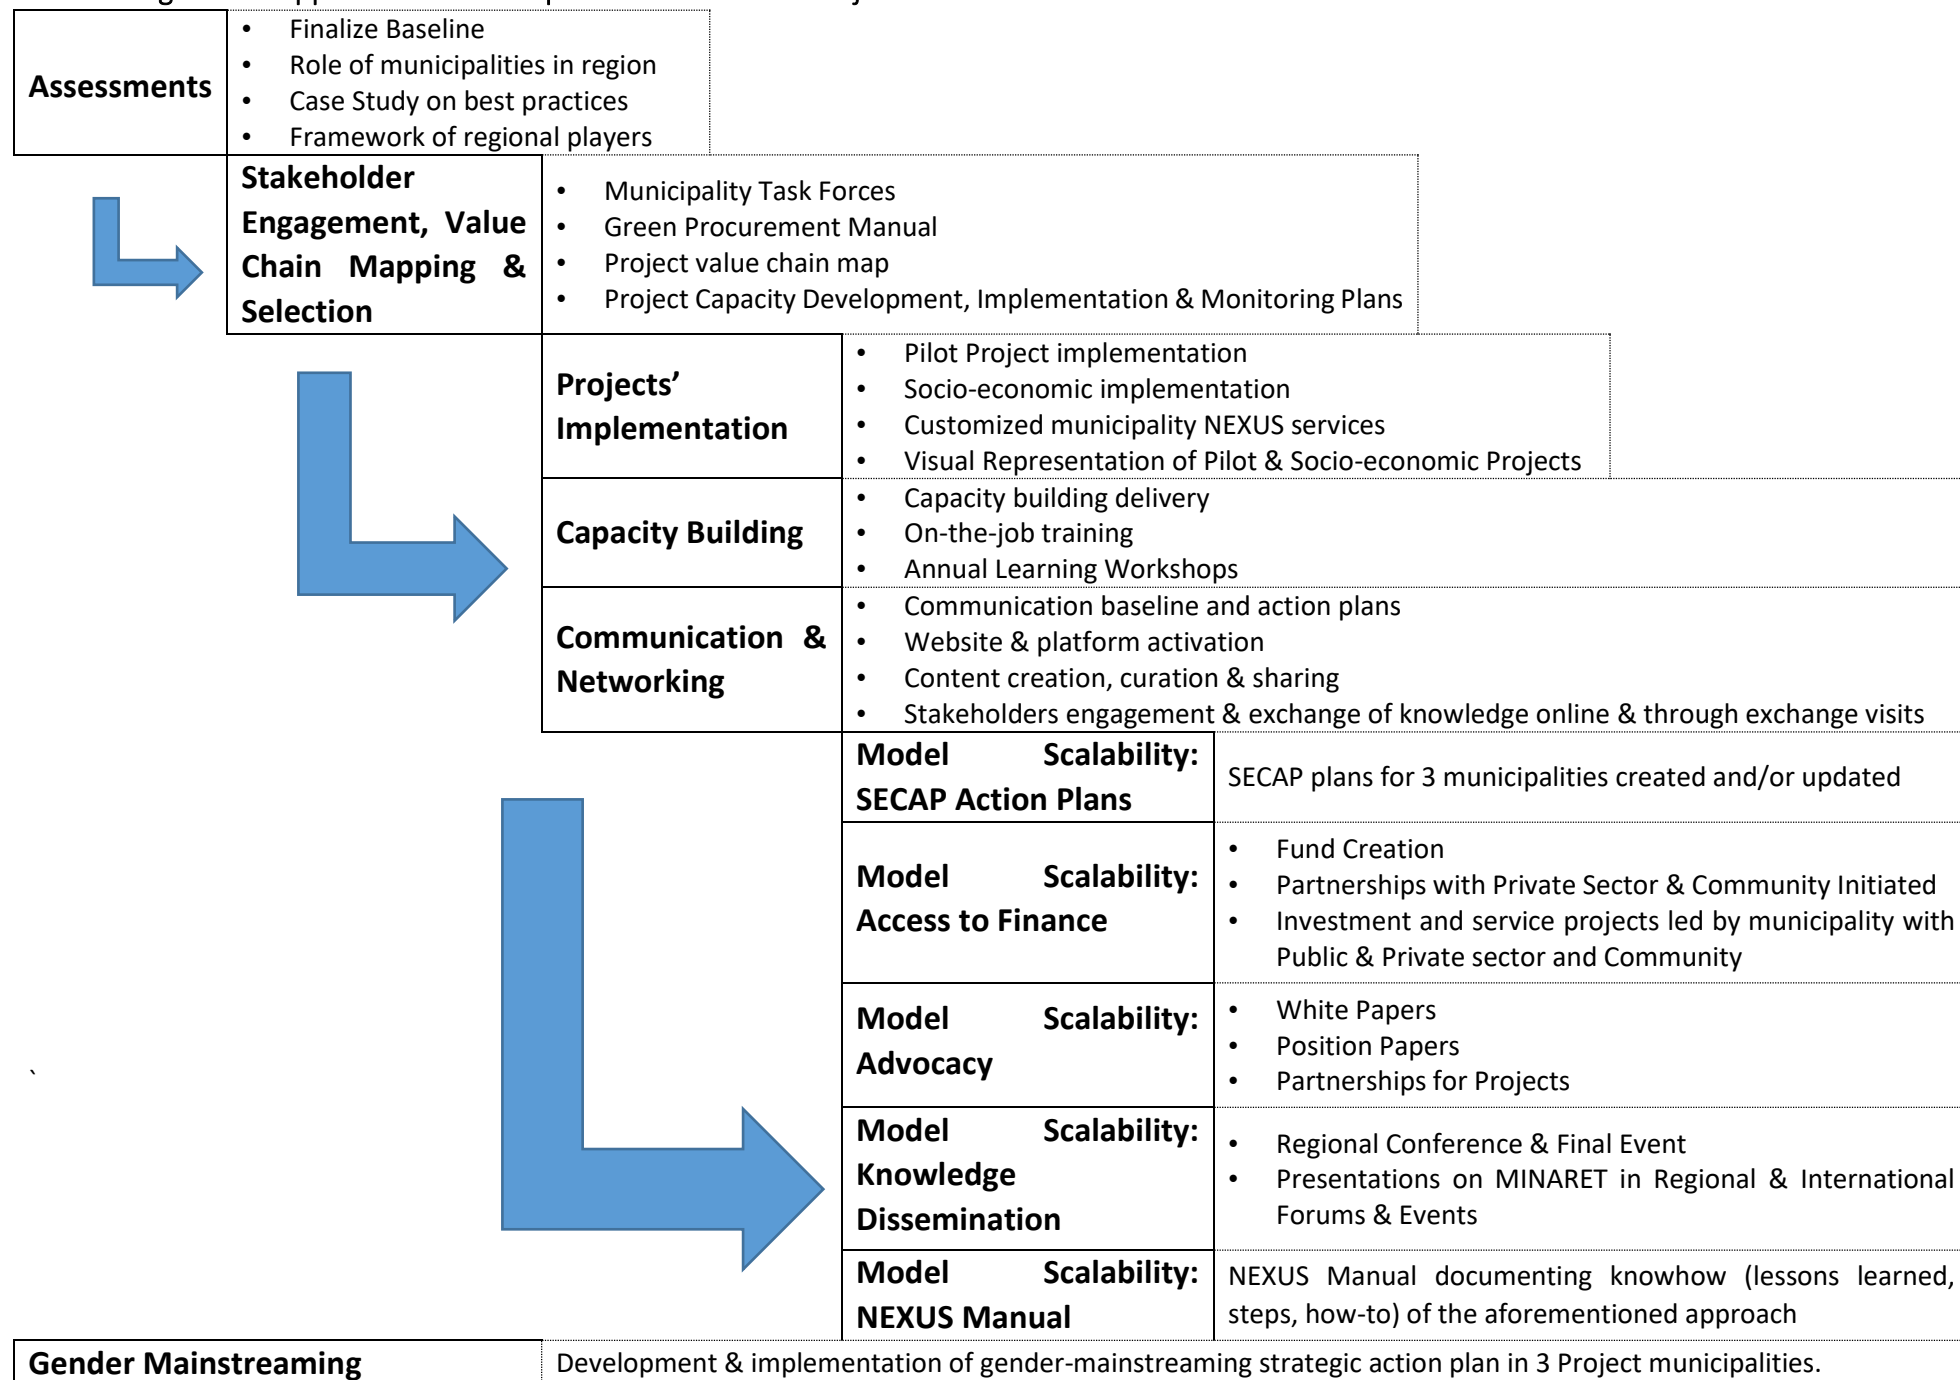 Assessments
• Finalize Baseline
• Role of municipalities in region
• Case Study on best practices
• Framework of regional players
Stakeholder
Engagement, Value
Chain Mapping &
Selection
• Municipality Task Forces
• Green Procurement Manual
• Project value chain map
• Project Capacity Development, Implementation & Monitoring Plans
Projects’
Implementation
• Pilot Project implementation
• Socio-economic implementation
• Customized municipality NEXUS services
• Visual Representation of Pilot & Socio-economic Projects
Capacity Building
• Capacity building delivery
• On-the-job training
• Annual Learning Workshops
Communication &
Networking
• Communication baseline and action plans
• Website & platform activation
• Content creation, curation & sharing
• Stakeholders engagement & exchange of knowledge online & through exchange visits
Model Scalability:
SECAP Action Plans
SECAP plans for 3 municipalities created and/or updated
Model Scalability:
Access to Finance
• Fund Creation
• Partnerships with Private Sector & Community Initiated
• Investment and service projects led by municipality with
Public & Private sector and Community
Model Scalability:
Advocacy
• White Papers
• Position Papers
• Partnerships for Projects
`
Model Scalability:
Knowledge
Dissemination
• Regional Conference & Final Event
• Presentations on MINARET in Regional & International
Forums & Events
Model Scalability:
NEXUS Manual
NEXUS Manual documenting knowhow (lessons learned,
steps, how-to) of the aforementioned approach
Gender Mainstreaming
Development & implementation of gender-mainstreaming strategic action plan in 3 Project municipalities.